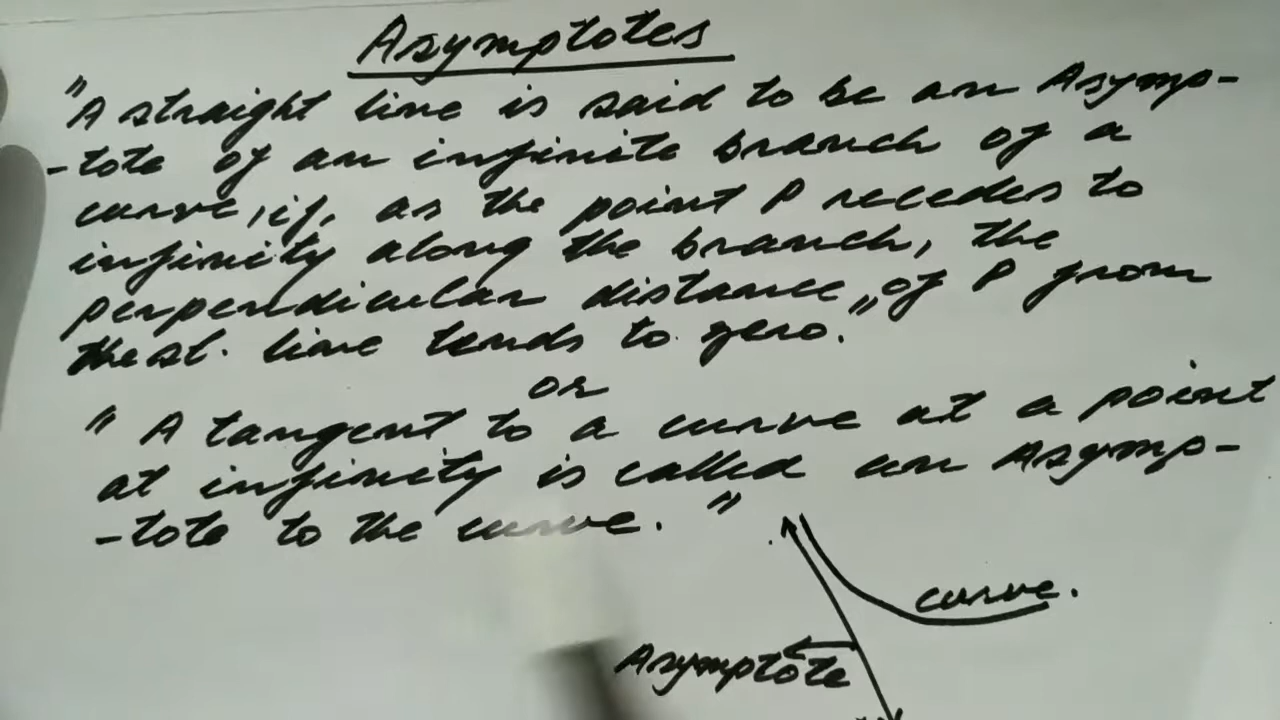 Asymptotes
"A straight line is said to be an Asymp-
-tote of an infinite branch of a
curve, if, as the point P recedes to
infinity along the branch, the
perpendicular distance of P from
the st. line tends to zero."
or
" A tangent to a curve at a point
at infinity is called an Asymp-
-tote to the curve. "
curve.
Asymptote